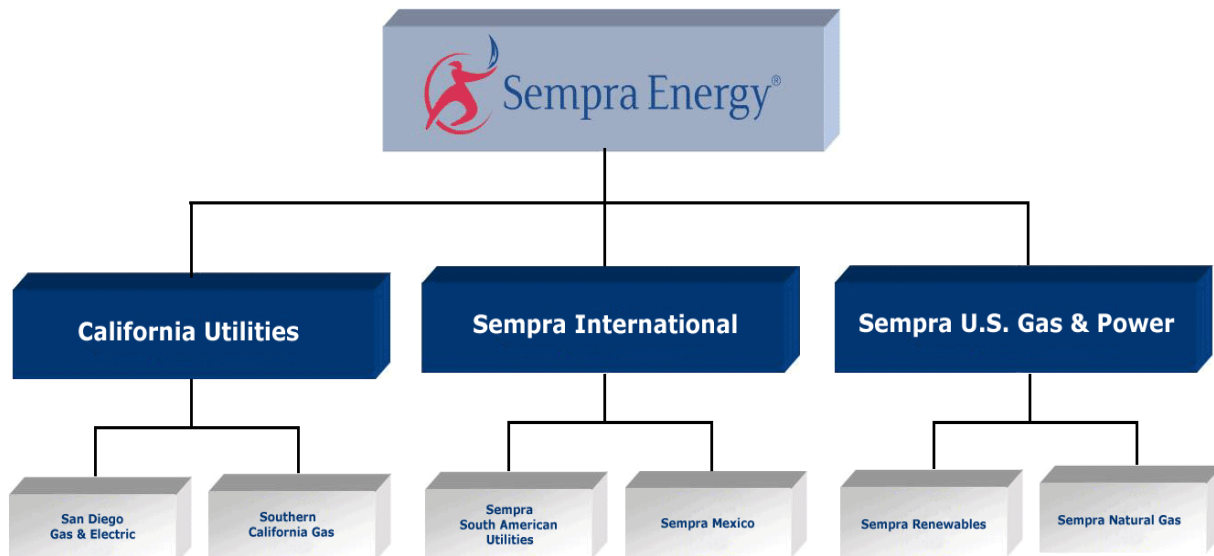 Sempra Energy®
California Utilities
Sempra International
Sempra U.S. Gas & Power
San Diego
Gas & Electric
Southern
California Gas
Sempra
South American
Utilities
Sempra Mexico
Sempra Renewables
Sempra Natural Gas